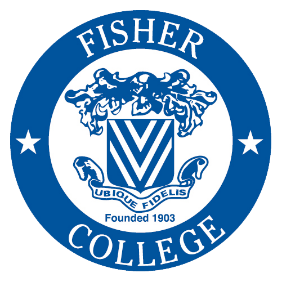 FISHER
UBIQUE FIDELIS
Founded 1903
COLLEGE